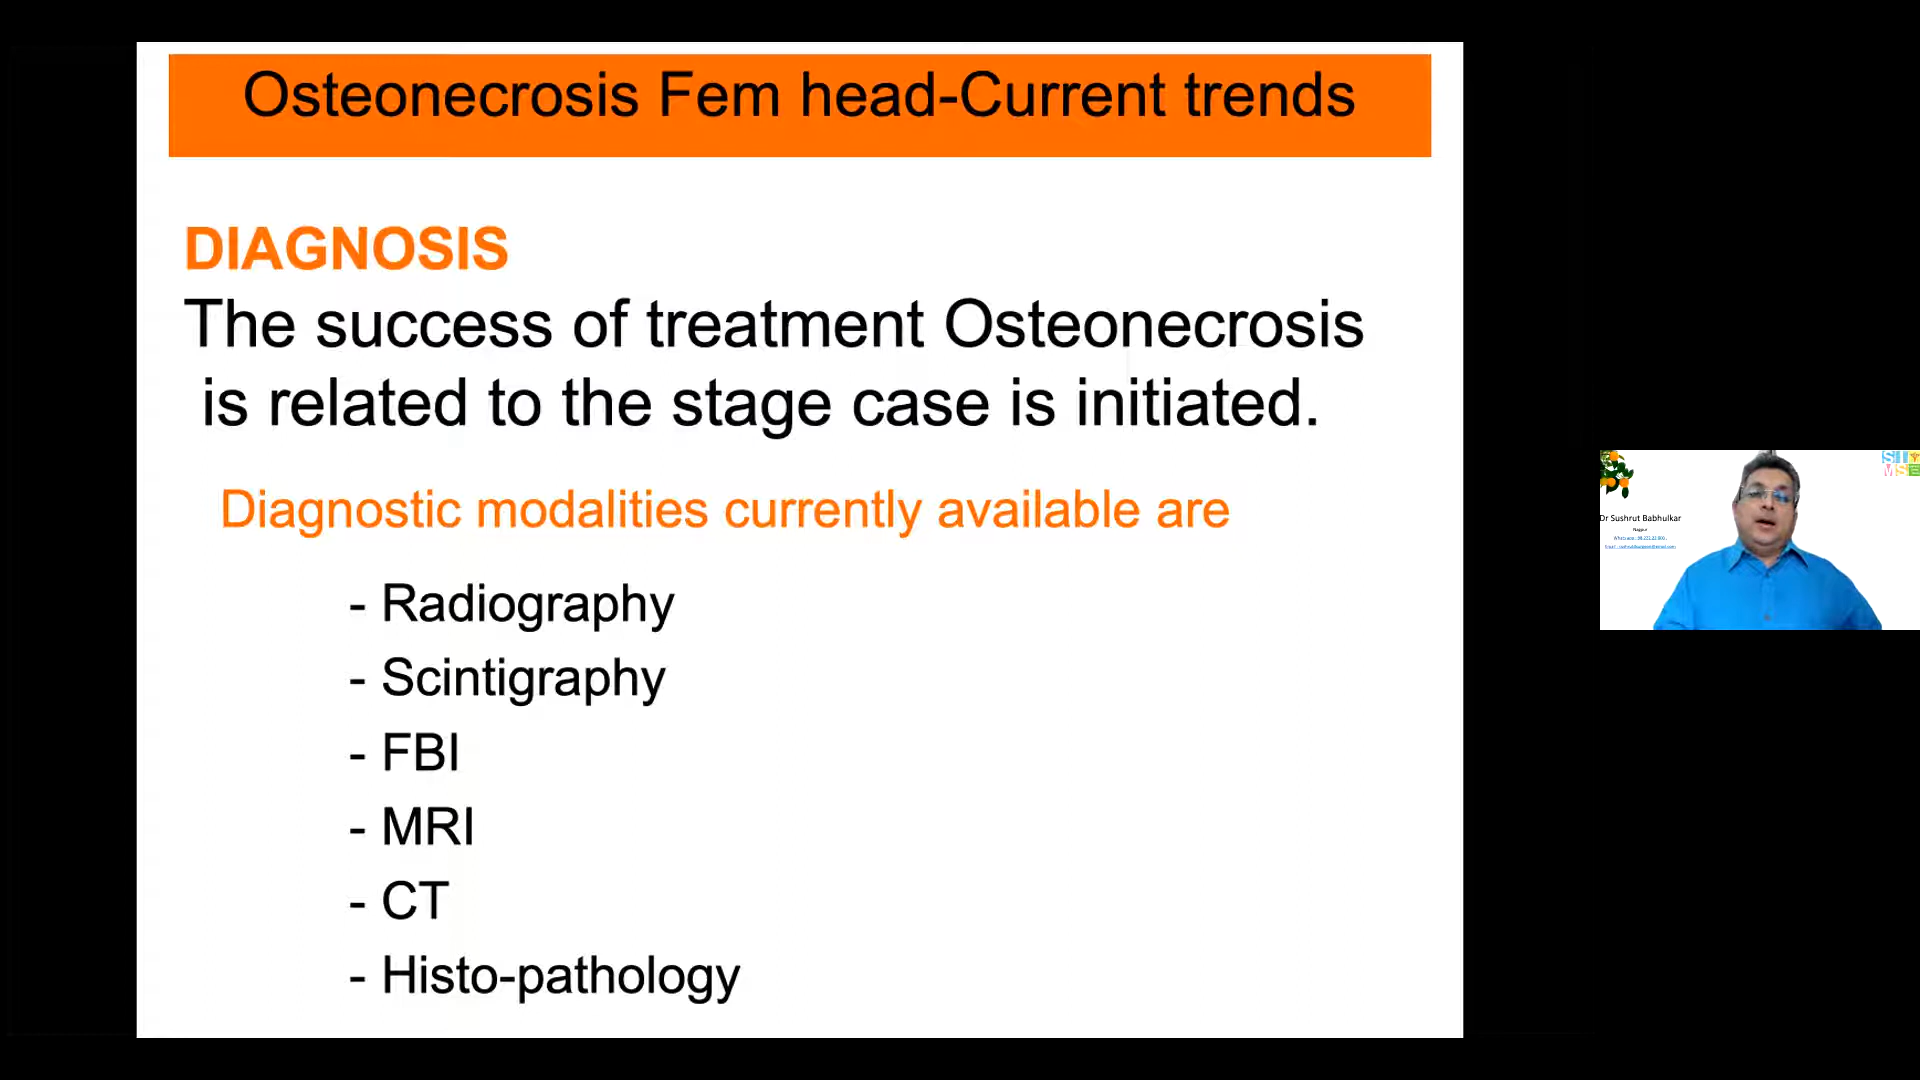 Osteonecrosis Fem head-Current trends
DIAGNOSIS
The success of treatment Osteonecrosis
is related to the stage case is initiated.
Diagnostic modalities currently available are
- Radiography
- Scintigraphy
- FBI
- MRI
- CT
- Histo-pathology
Dr Sushrut Babhulkar
Nagpur